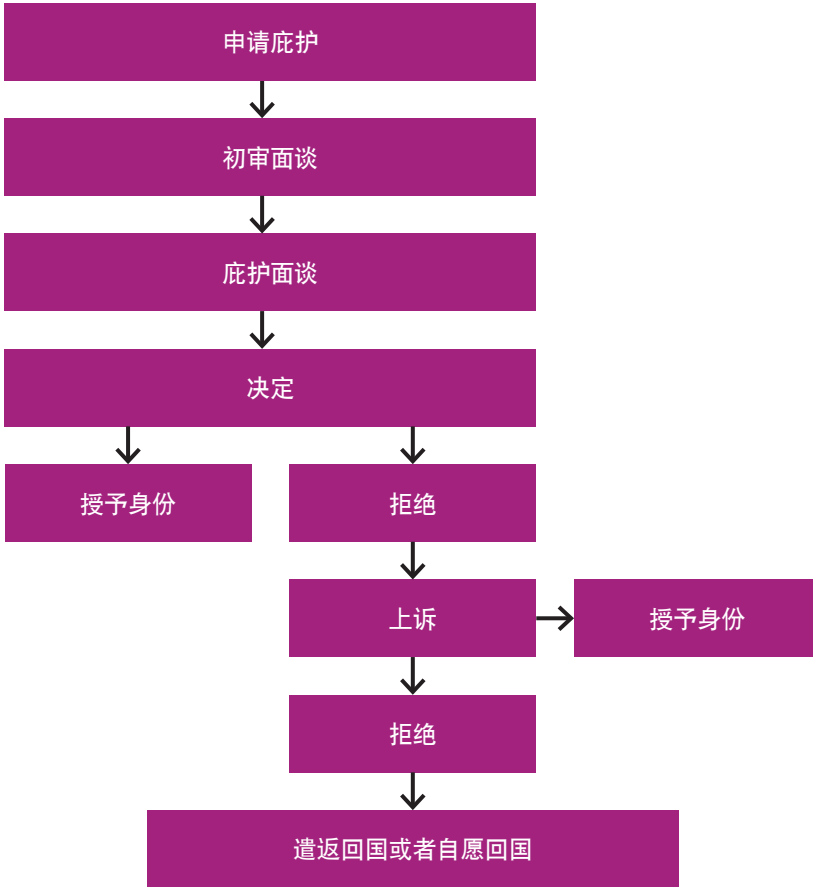 申请庇护
初审面谈
庇护面谈
决定
授予身份
拒绝
上诉
授予身份
拒绝
遣返回国或者自愿回国